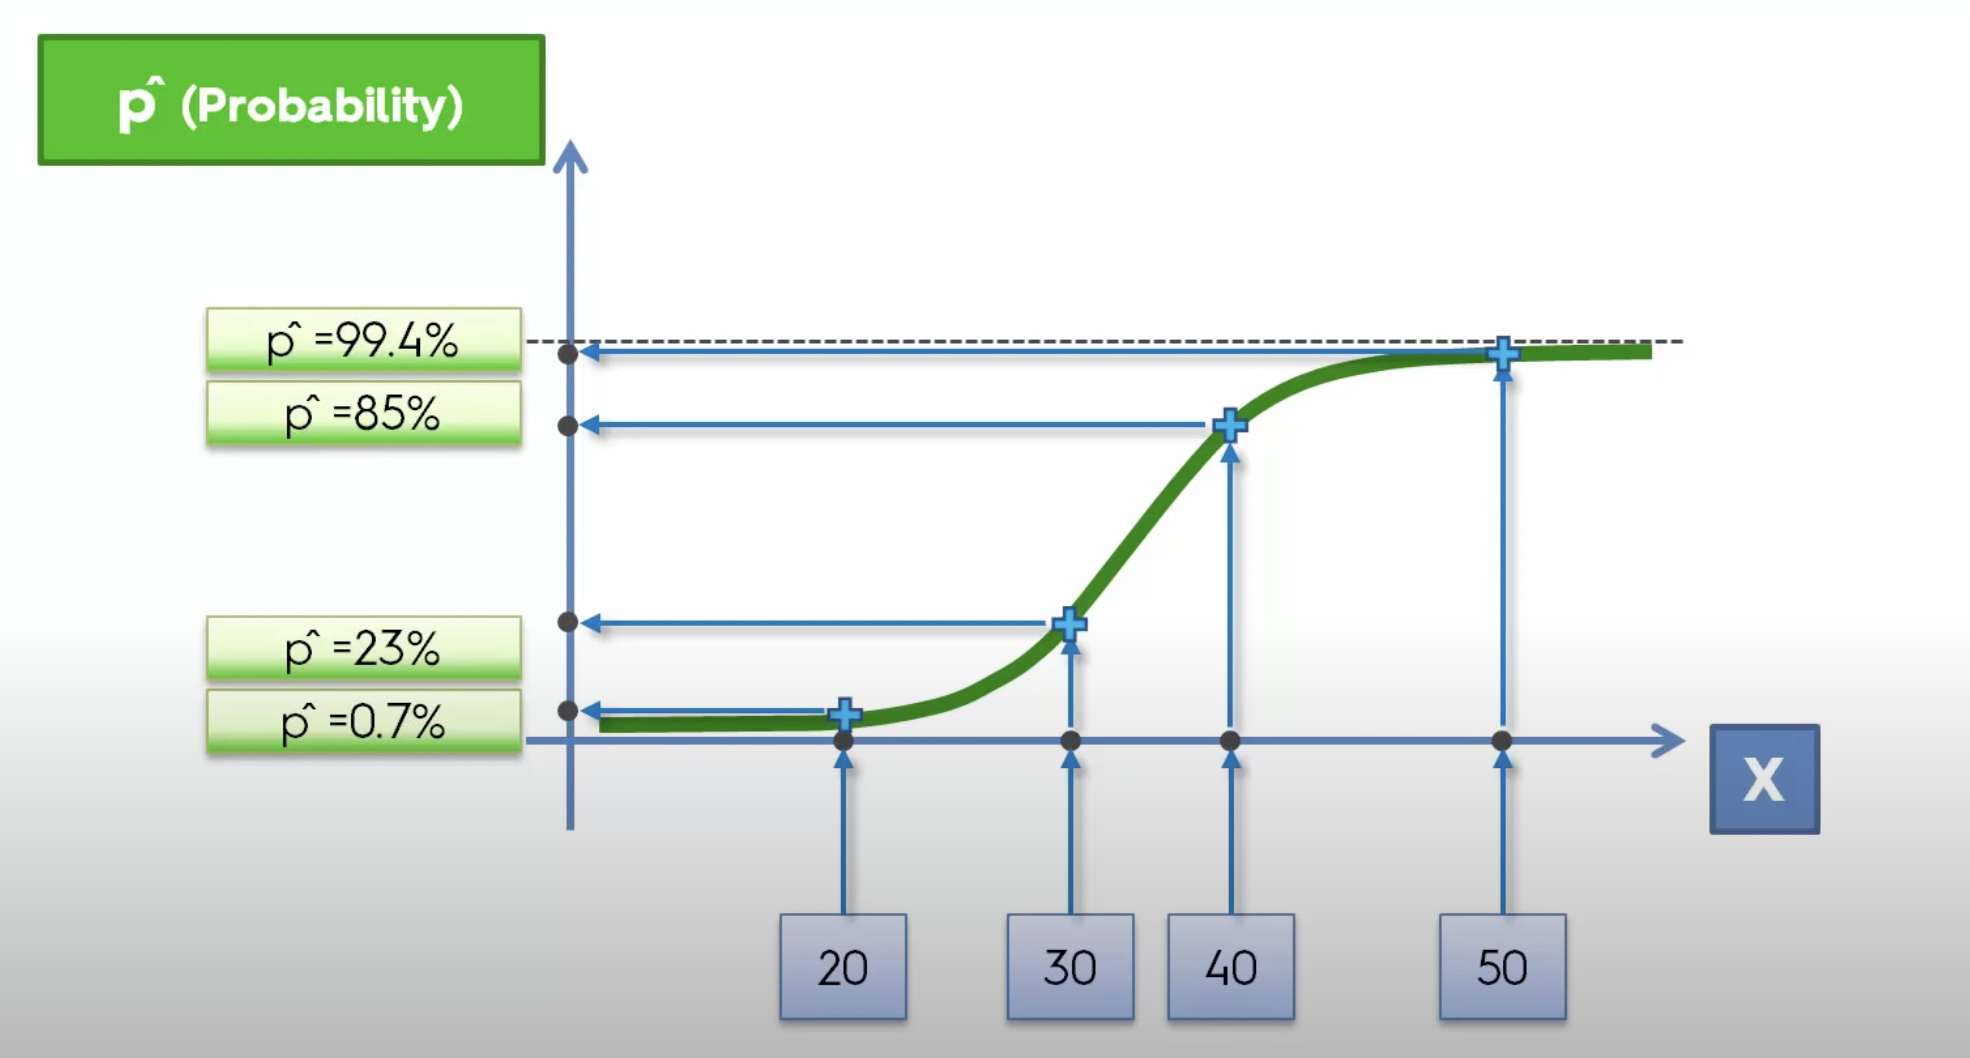 p̂ (Probability)
p̂ =99.4%
p̂ =85%
p̂ =23%
p̂ =0.7%
X
20
30
40
50